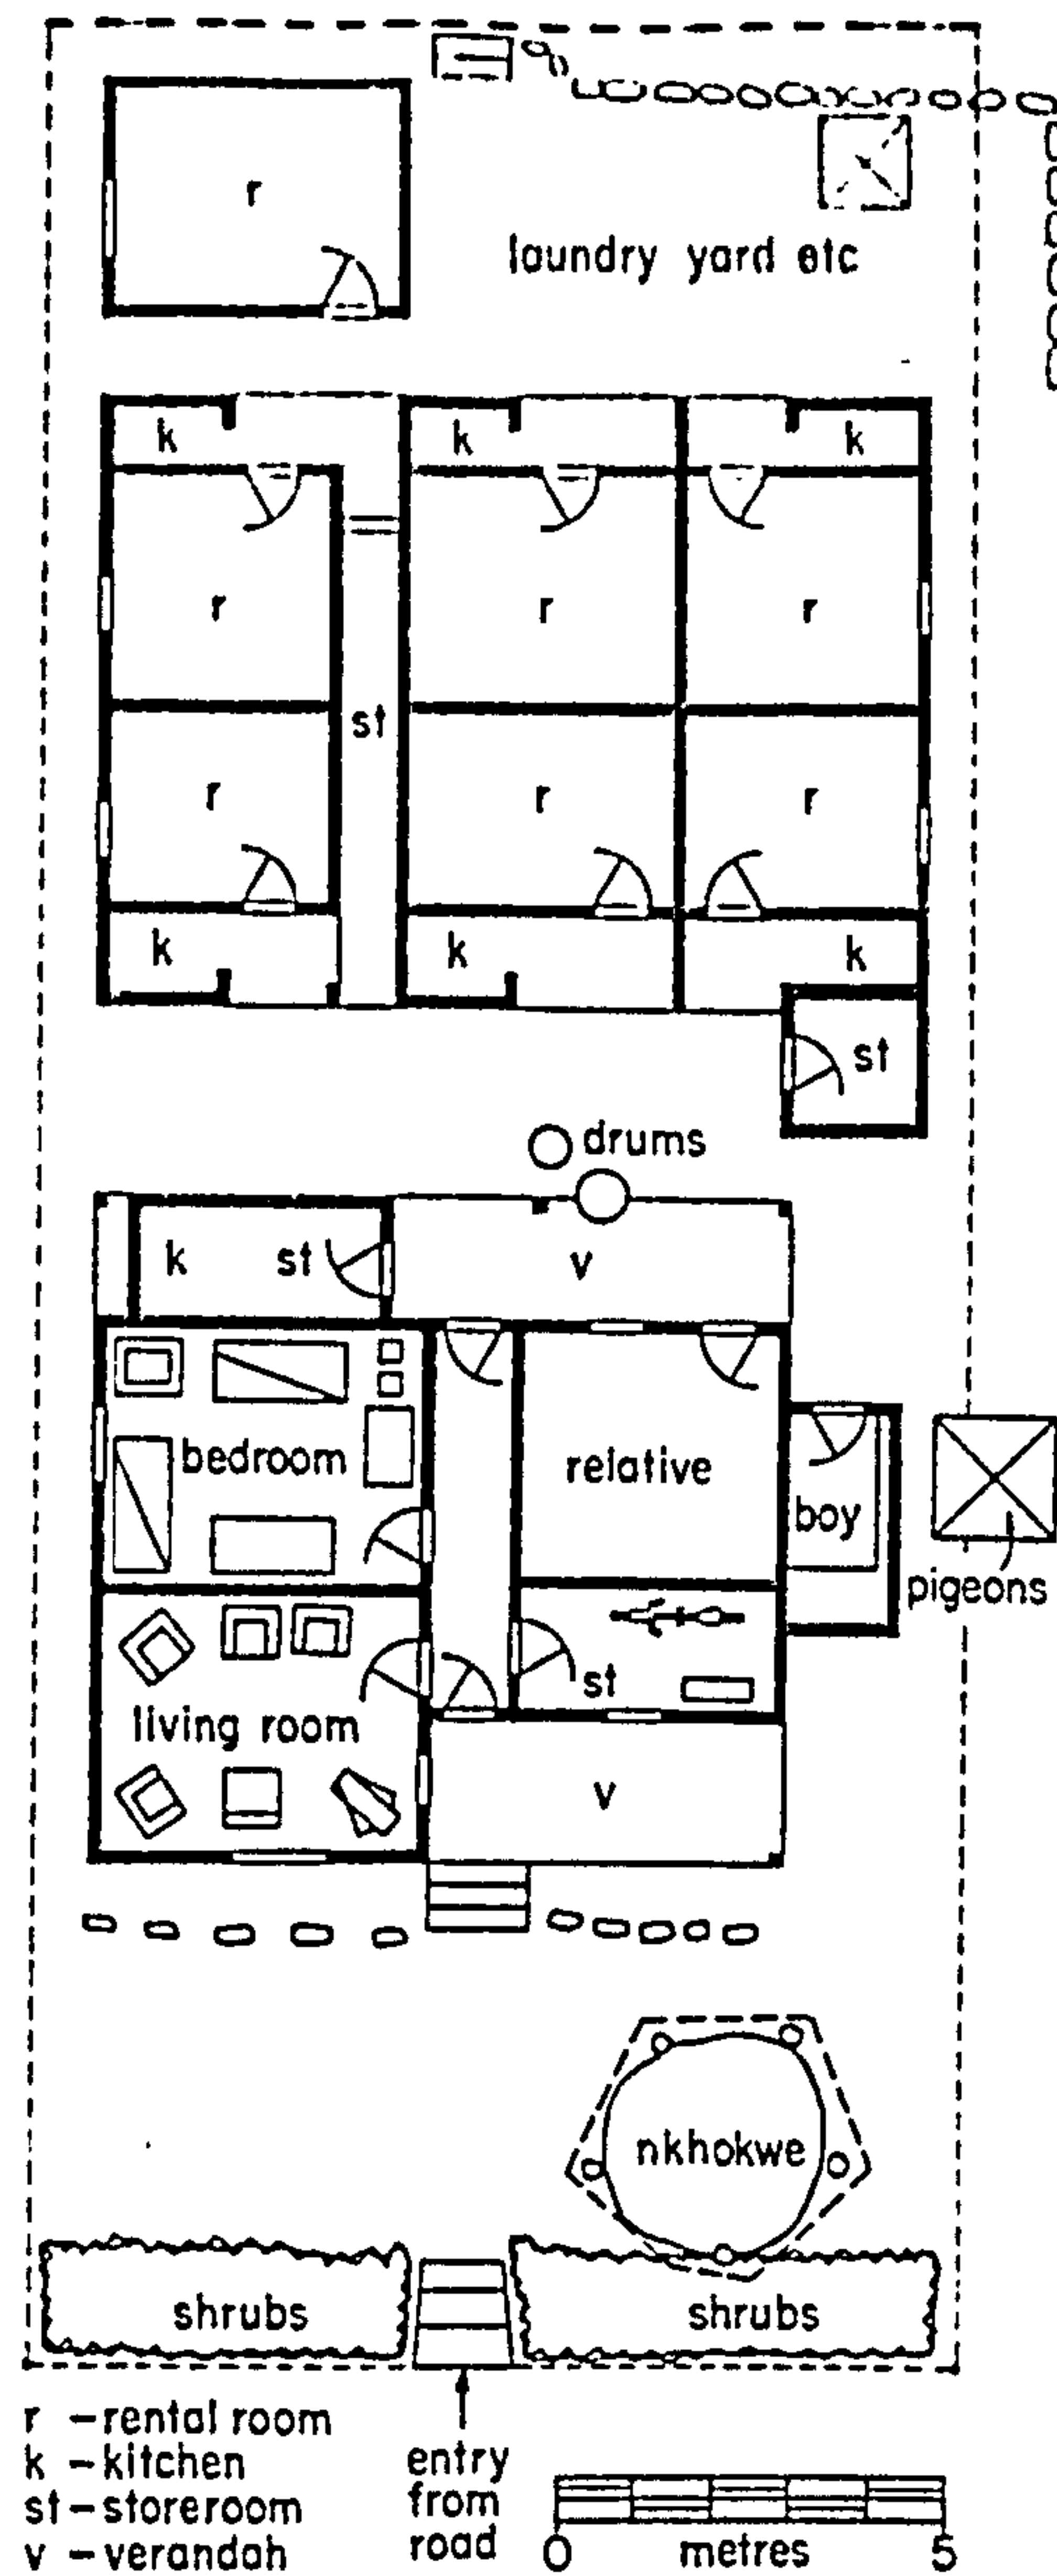 r
laundry yard etc
k k k
r r r
st
r r r
k k k
st
drums
k st v
bedroom relative
boy
pigeons
st
living room
v
nkhokwe
shrubs shrubs
r – rental room
k – kitchen
st – storeroom
v – verandah
entry
from
road
0 metres 5